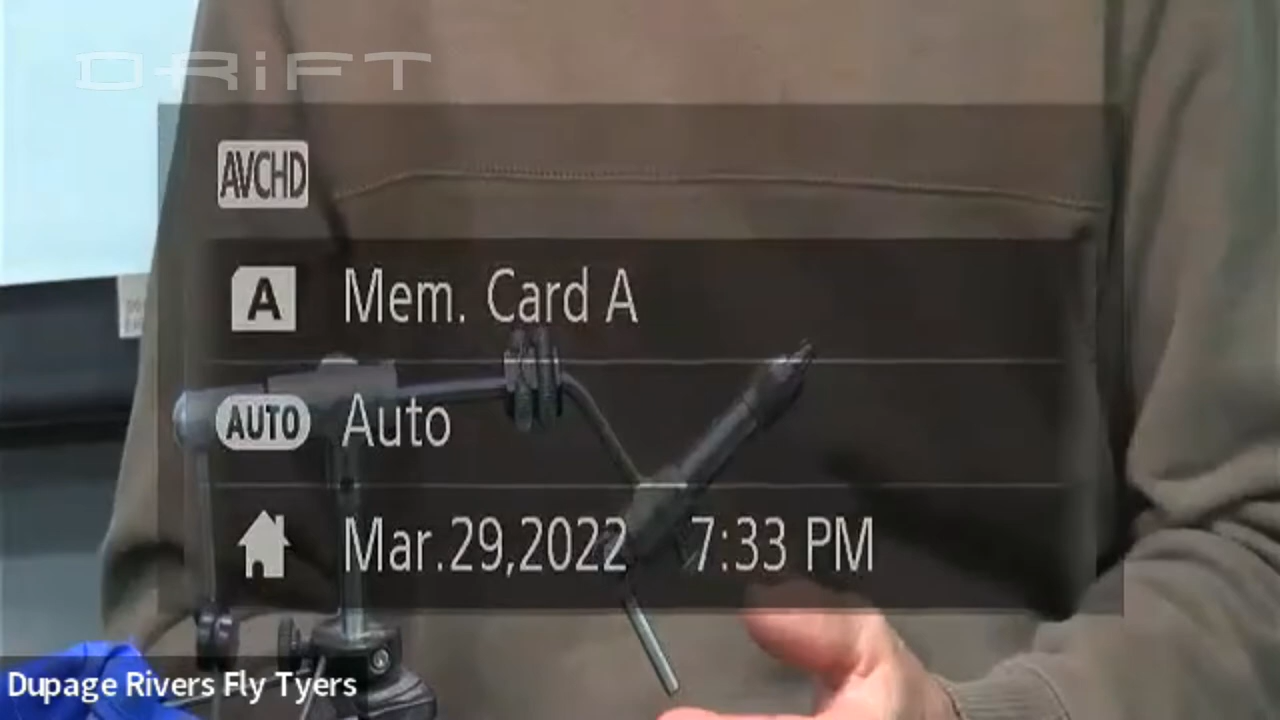 DRiFT
AVCHD
A Mem. Card A
AUTO Auto
Mar.29,2022 7:33 PM
Dupage Rivers Fly Tyers